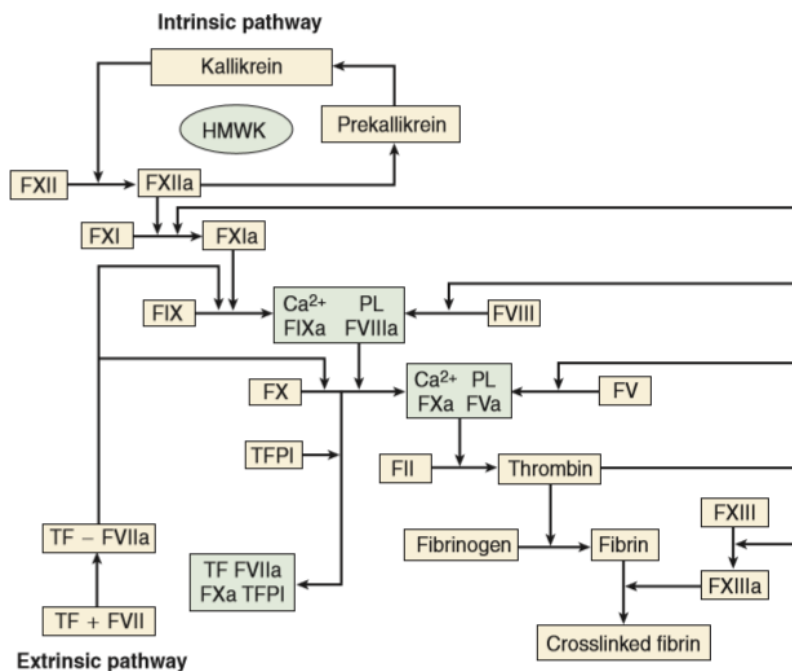 Intrinsic pathway
Kallikrein
HMWK
Prekallikrein
FXII
FXIIa
FXI
FXIa
FIX
Ca²⁺ PL
FIXa FVIIIa
FVIII
FX
Ca²⁺ PL
FXa FVa
FV
TFPI
FII
Thrombin
FXIII
TF – FVIIa
Fibrinogen
Fibrin
TF FVIIa
FXa TFPI
FXIIIa
TF + FVII
Crosslinked fibrin
Extrinsic pathway